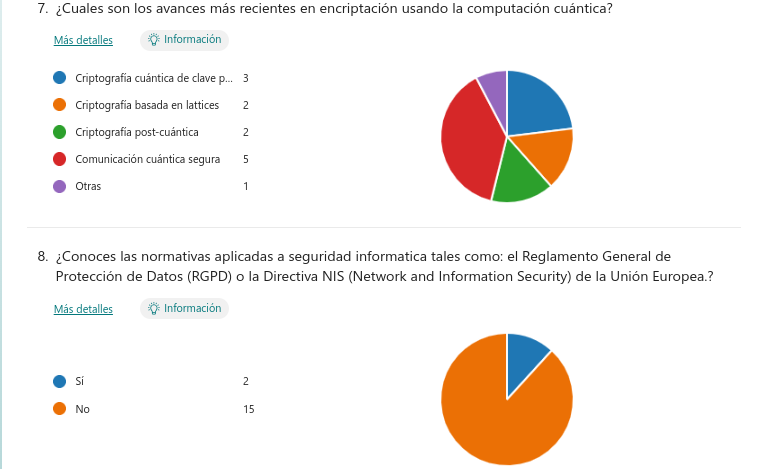 7. ¿Cuales son los avances más recientes en encriptación usando la computación cuántica?
Más detalles
Información
Criptografía cuántica de clave p... 3
Criptografía basada en lattices 2
Criptografía post-cuántica 2
Comunicación cuántica segura 5
Otras 1
8. ¿Conoces las normativas aplicadas a seguridad informatica tales como: el Reglamento General de
Protección de Datos (RGPD) o la Directiva NIS (Network and Information Security) de la Unión Europea.?
Más detalles
Información
Sí 2
No 15